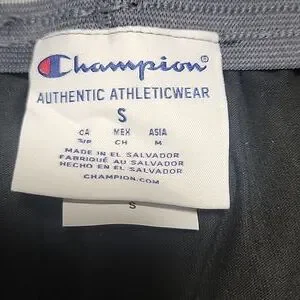 Champion®
AUTHENTIC ATHLETICWEAR
S
CA MEX ASIA
S/P CH M
MADE IN EL SALVADOR
FABRIQUÉ AU SALVADOR
HECHO EN EL SALVADOR
CHAMPION.COM
S